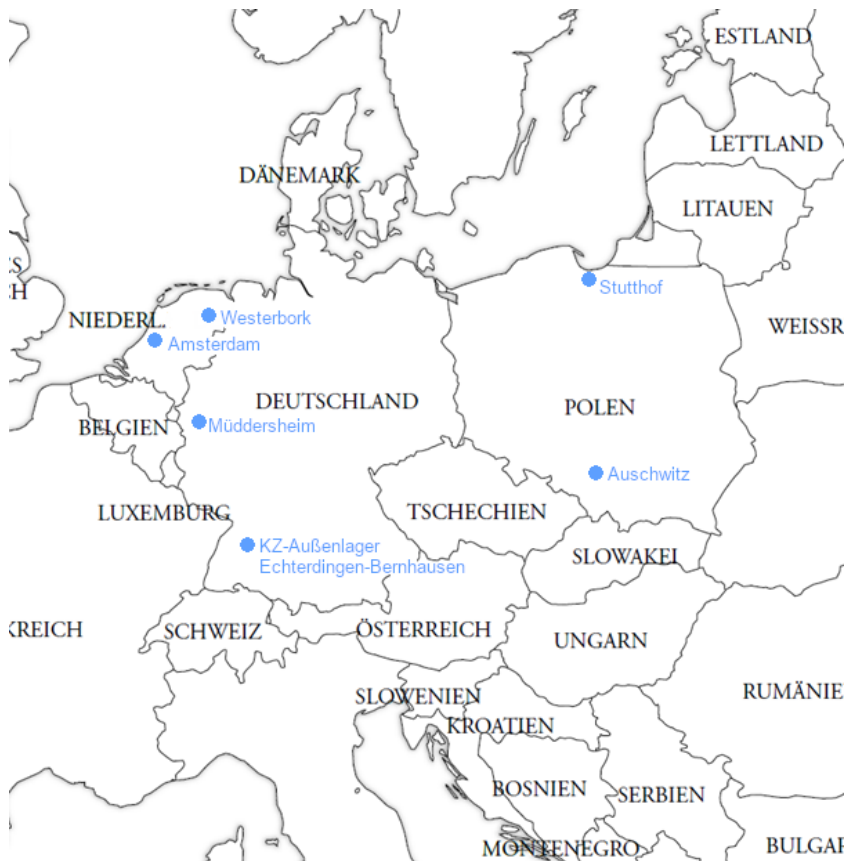 ESTLAND
LETTLAND
DÄNEMARK
LITAUEN
S
H
Stutthof
NIEDERL.
Westerbork
WEISSR
Amsterdam
DEUTSCHLAND
POLEN
BELGIEN
Müddersheim
Auschwitz
LUXEMBURG
TSCHECHIEN
KZ-Außenlager
Echterdingen-Bernhausen
SLOWAKEI
KREICH
SCHWEIZ
ÖSTERREICH
UNGARN
SLOWENIEN
RUMÄNIE
KROATIEN
BOSNIEN
SERBIEN
MONTENEGRO
BULGAR